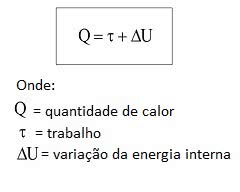 Q = τ + ΔU
Onde:
Q = quantidade de calor
τ = trabalho
ΔU = variação da energia interna